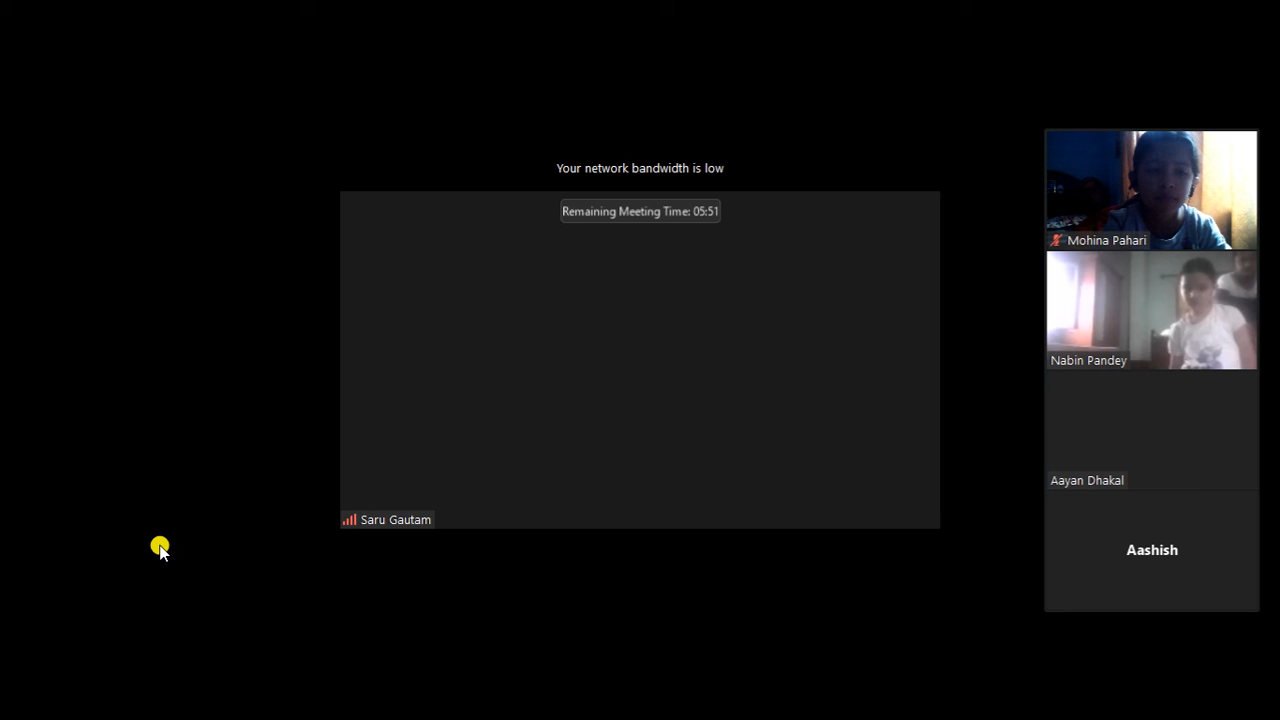 Your network bandwidth is low
Remaining Meeting Time: 05:51
Saru Gautam
Mohina Pahari
Nabin Pandey
Aayan Dhakal
Aashish